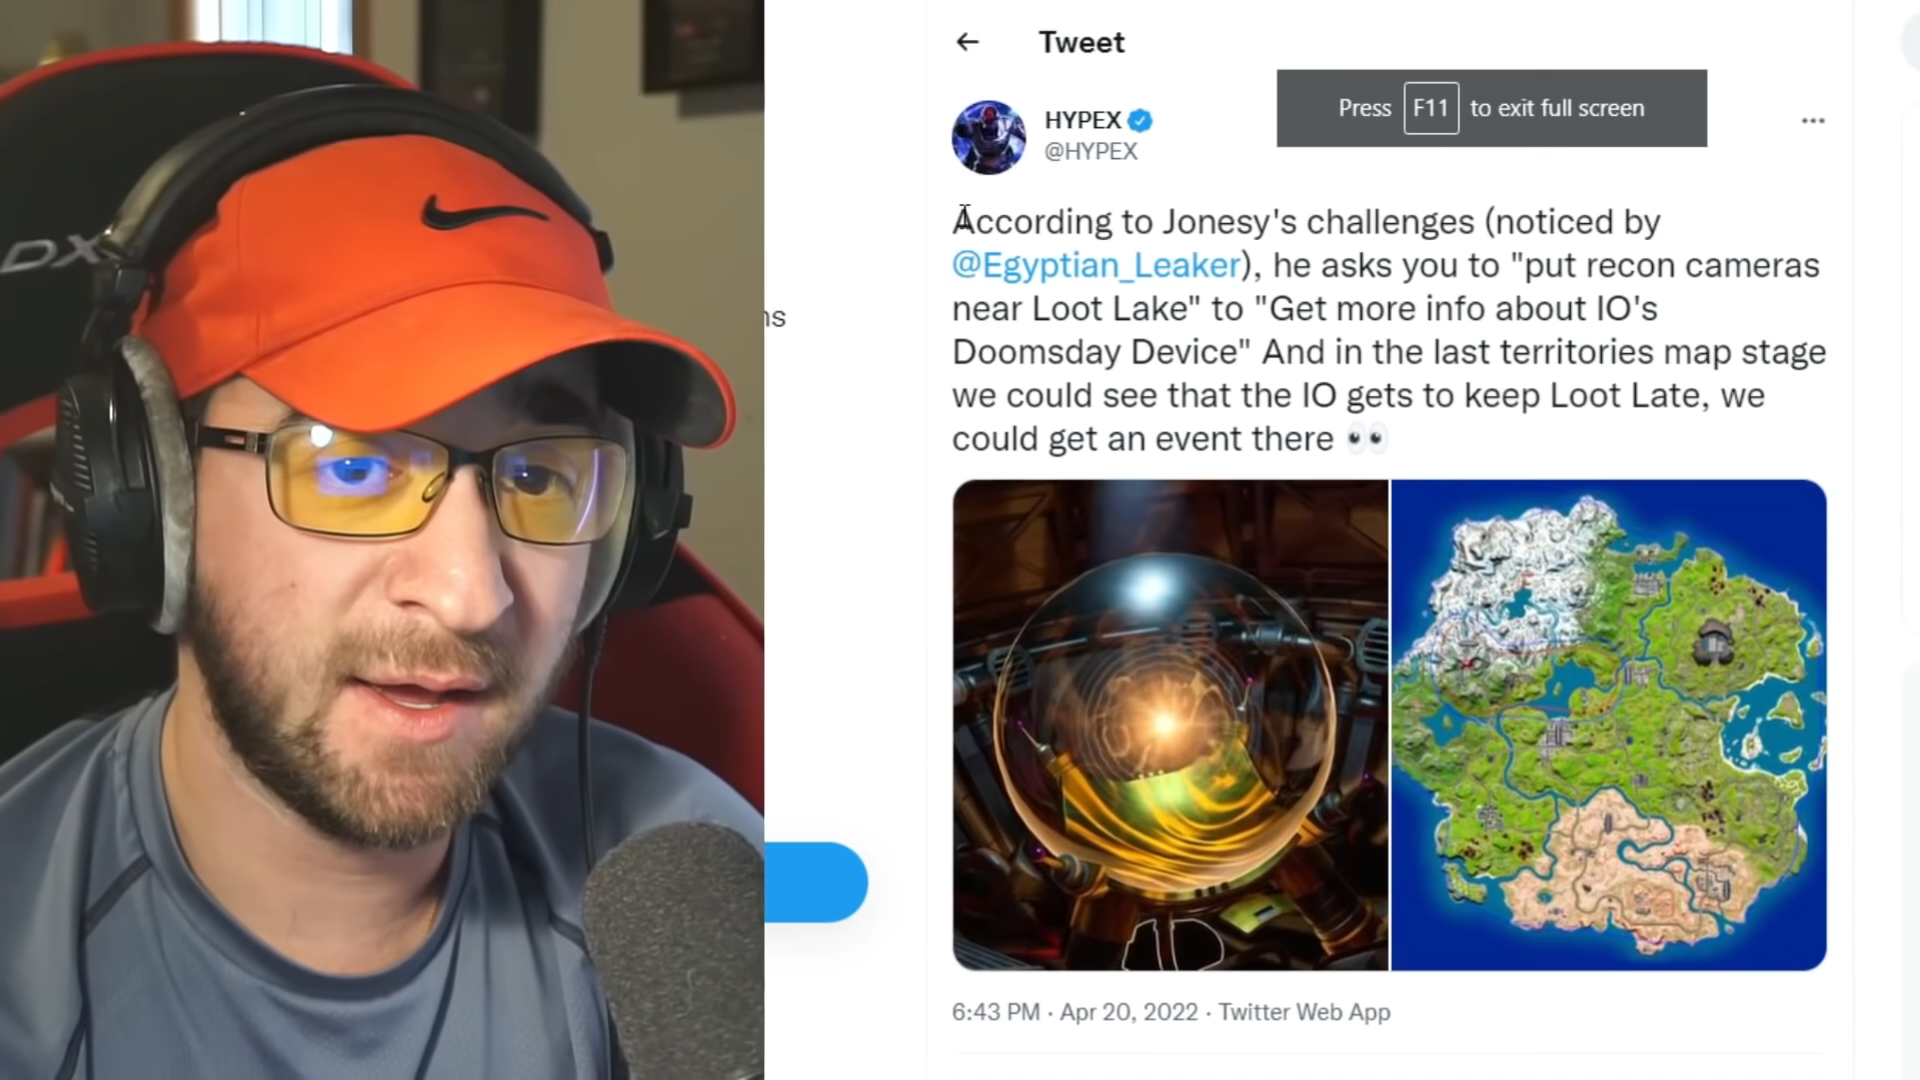 DX
ns
Tweet
HYPEX
@HYPEX
Press F11 to exit full screen
According to Jonesy's challenges (noticed by
@Egyptian_Leaker), he asks you to "put recon cameras
near Loot Lake" to "Get more info about IO's
Doomsday Device" And in the last territories map stage
we could see that the IO gets to keep Loot Late, we
could get an event there 👀
6:43 PM · Apr 20, 2022 · Twitter Web App